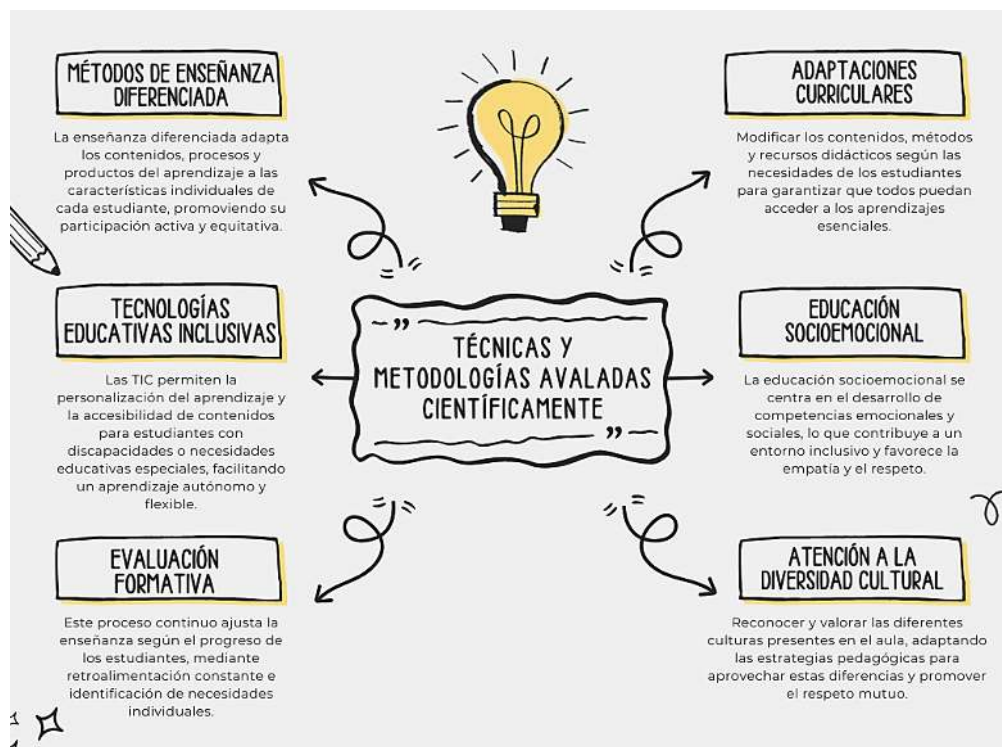 MÉTODOS DE ENSEÑANZA
DIFERENCIADA
La enseñanza diferenciada adapta
los contenidos, procesos y
productos del aprendizaje a las
características individuales de
cada estudiante, promoviendo su
participación activa y equitativa.
TECNOLOGÍAS
EDUCATIVAS INCLUSIVAS
Las TIC permiten la
personalización del aprendizaje y
la accesibilidad de contenidos
para estudiantes con
discapacidades o necesidades
educativas especiales, facilitando
un aprendizaje autónomo y
flexible.
EVALUACIÓN
FORMATIVA
Este proceso continuo ajusta la
enseñanza según el progreso de
los estudiantes, mediante
retroalimentación constante e
identificación de necesidades
individuales.
TÉCNICAS Y
METODOLOGÍAS AVALADAS
CIENTÍFICAMENTE
ADAPTACIONES
CURRICULARES
Modificar los contenidos, métodos
y recursos didácticos según las
necesidades de los estudiantes
para garantizar que todos puedan
acceder a los aprendizajes
esenciales.
EDUCACIÓN
SOCIOEMOCIONAL
La educación socioemocional se
centra en el desarrollo de
competencias emocionales y
sociales, lo que contribuye a un
entorno inclusivo y favorece la
empatía y el respeto.
ATENCIÓN A LA
DIVERSIDAD CULTURAL
Reconocer y valorar las diferentes
culturas presentes en el aula, adaptando
las estrategias pedagógicas para
aprovechar estas diferencias y promover
el respeto mutuo.